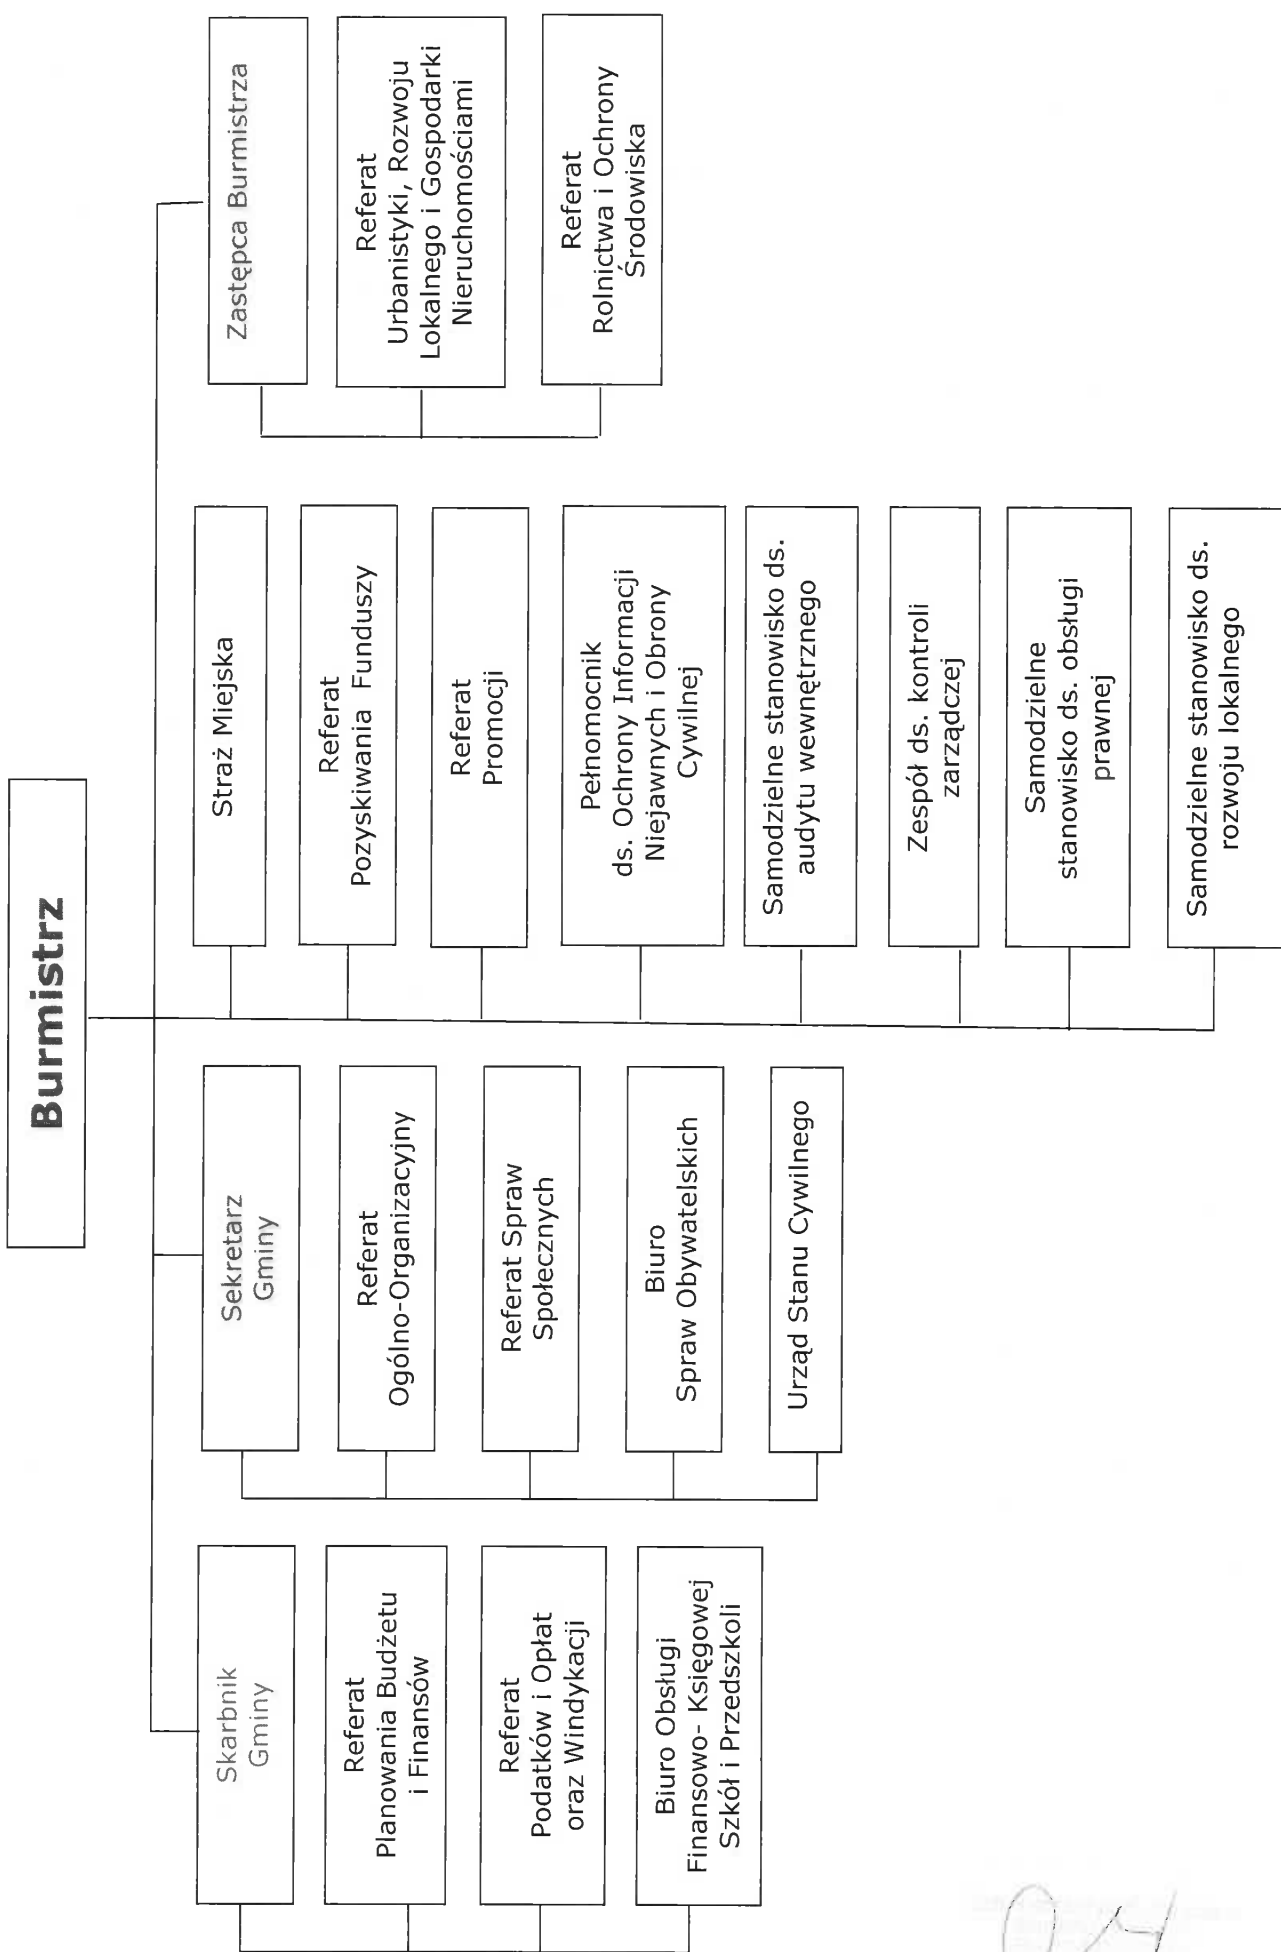 Burmistrz
Skarbnik
Gminy
Referat
Planowania Budżetu
i Finansów
Referat
Podatków i Opłat
oraz Windykacji
Biuro Obsługi
Finansowo- Księgowej
Szkół i Przedszkoli
Sekretarz
Gminy
Referat
Ogólno-Organizacyjny
Referat Spraw
Społecznych
Biuro
Spraw Obywatelskich
Urząd Stanu Cywilnego
Straż Miejska
Referat
Pozyskiwania Funduszy
Referat
Promocji
Pełnomocnik
ds. Ochrony Informacji
Niejawnych i Obrony
Cywilnej
Samodzielne stanowisko ds.
audytu wewnętrznego
Zespół ds. kontroli
zarządczej
Samodzielne
stanowisko ds. obsługi
prawnej
Samodzielne stanowisko ds.
rozwoju lokalnego
Zastępca Burmistrza
Referat
Urbanistyki, Rozwoju
Lokalnego i Gospodarki
Nieruchomościami
Referat
Rolnictwa i Ochrony
Środowiska